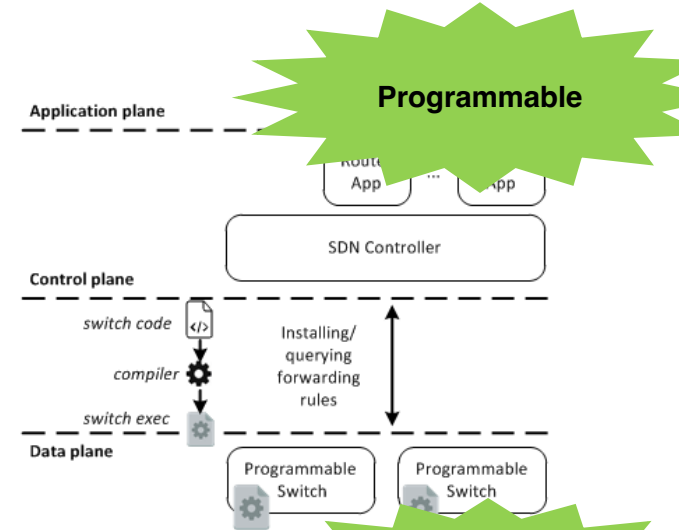 Programmable
Application plane
Route
App
...
App
SDN Controller
Control plane
switch code
</>
Installing/
querying
forwarding
rules
compiler
switch exec
Data plane
Programmable
Switch
Programmable
Switch